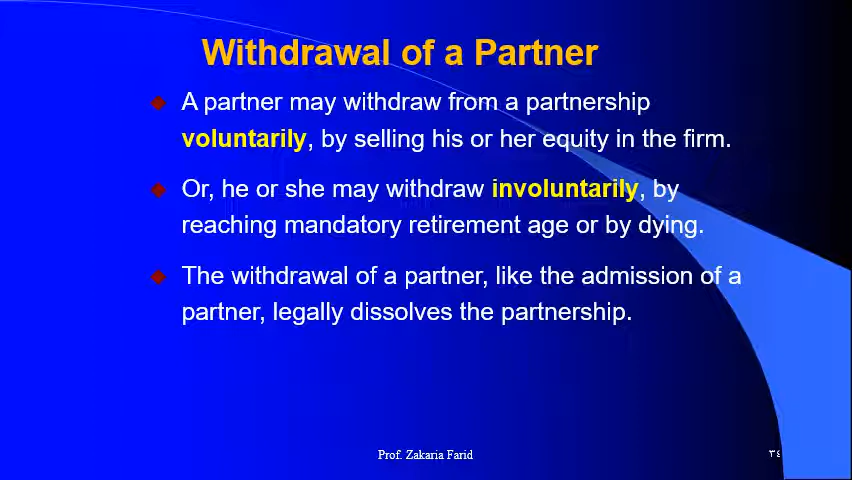 Withdrawal of a Partner
A partner may withdraw from a partnership
voluntarily, by selling his or her equity in the firm.
Or, he or she may withdraw involuntarily, by
reaching mandatory retirement age or by dying.
The withdrawal of a partner, like the admission of a
partner, legally dissolves the partnership.
Prof. Zakaria Farid
٣٤